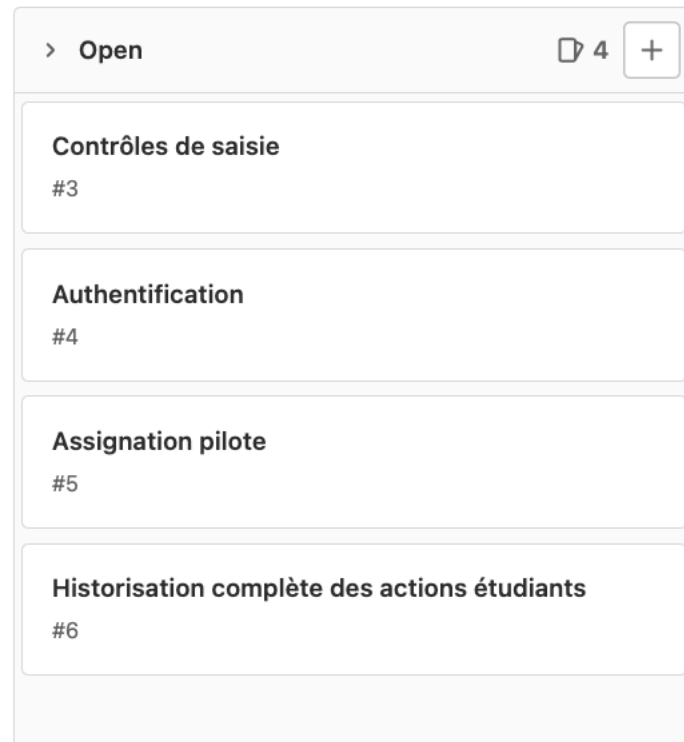 Open 4
Contrôles de saisie
#3
Authentification
#4
Assignation pilote
#5
Historisation complète des actions étudiants
#6